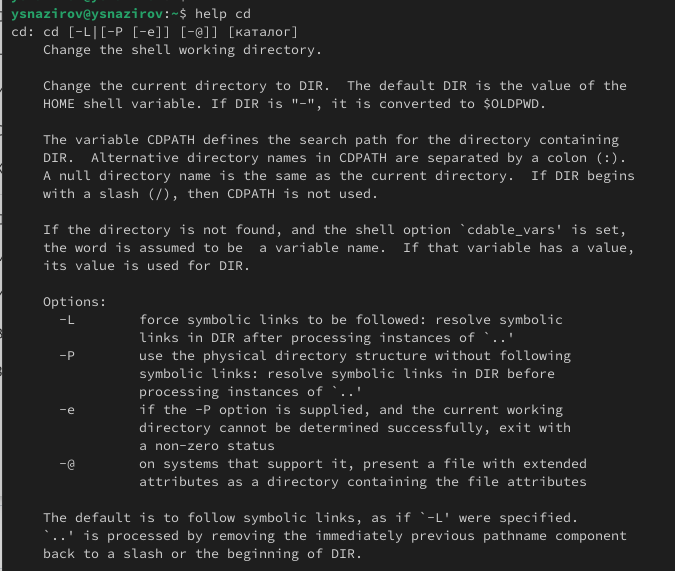 ysnazirov@ysnazirov:~$ help cd
cd: cd [-L|[-P [-e]] [-@]] [каталог]
    Change the shell working directory.

    Change the current directory to DIR.  The default DIR is the value of the
    HOME shell variable. If DIR is "-", it is converted to $OLDPWD.

    The variable CDPATH defines the search path for the directory containing
    DIR.  Alternative directory names in CDPATH are separated by a colon (:).
    A null directory name is the same as the current directory.  If DIR begins
    with a slash (/), then CDPATH is not used.

    If the directory is not found, and the shell option `cdable_vars' is set,
    the word is assumed to be  a variable name.  If that variable has a value,
    its value is used for DIR.

    Options:
      -L        force symbolic links to be followed: resolve symbolic
                links in DIR after processing instances of `..'
      -P        use the physical directory structure without following
                symbolic links: resolve symbolic links in DIR before
                processing instances of `..'
      -e        if the -P option is supplied, and the current working
                directory cannot be determined successfully, exit with
                a non-zero status
      -@        on systems that support it, present a file with extended
                attributes as a directory containing the file attributes

    The default is to follow symbolic links, as if `-L' were specified.
    `..' is processed by removing the immediately previous pathname component
    back to a slash or the beginning of DIR.